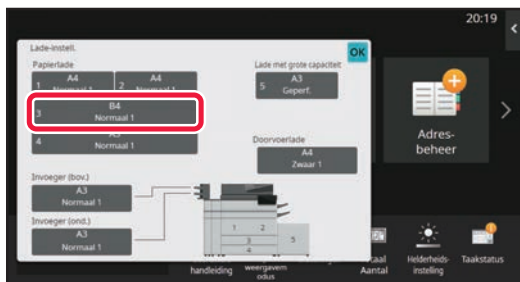 20:19
Lade-instell.
OK
Papierlade
Lade met grote capaciteit
1 A4 Normaal 1
2 A4 Normaal 1
5 A3 Geperf.
3 B4 Normaal 1
4 A3 Normaal 1
Doorvoerlade
A4
Zwaar 1
Adres-
beheer
Invoeger (bov.)
A3
Normaal 1
Invoeger (ond.)
A3
Normaal 1
1 2
3
4
5
handleiding
weergavem
odus
Aantal
Helderheids-
instelling
Taakstatus